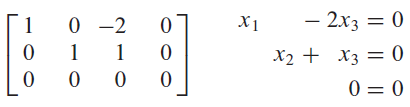 1 0 −2 0 x₁ − 2x₃ = 0
0 1 1 0 x₂ + x₃ = 0
0 0 0 0 0 = 0